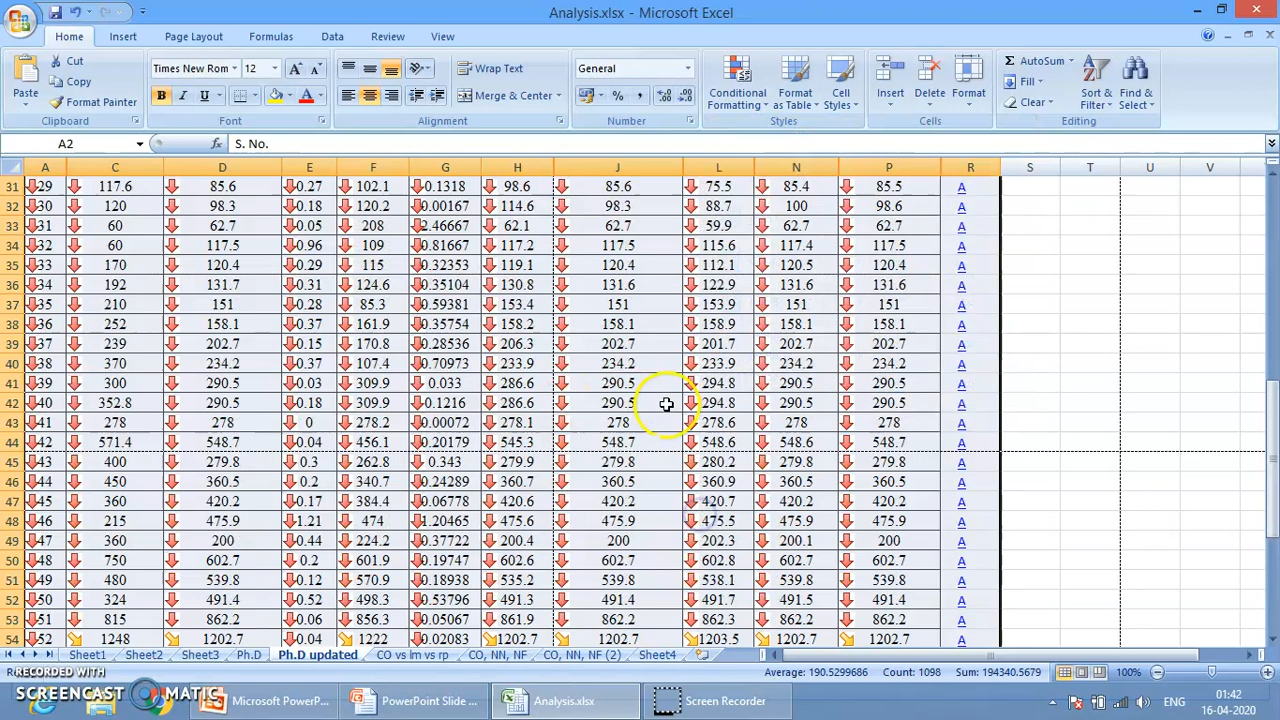 Analysis.xlsx - Microsoft Excel
Home Insert Page Layout Formulas Data Review View
Paste Cut Copy Format Painter Clipboard
Times New Rom 12 B I U A A A Font
Wrap Text Merge & Center Alignment
General % , .0 .00 .00 .0 Number
Conditional Formatting Format as Table Cell Styles Styles
Insert Delete Format Cells
Σ AutoSum Fill Clear Sort & Filter Find & Select Editing
A2 fx S. No.
A C D E F G H J L N P R S T U V
31 29 117.6 85.6 0.27 102.1 0.1318 98.6 85.6 75.5 85.4 85.5 A
32 30 120 98.3 0.18 120.2 0.00167 114.6 98.3 88.7 100 98.6 A
33 31 60 62.7 0.05 208 2.46667 62.1 62.7 59.9 62.7 62.7 A
34 32 60 117.5 0.96 109 0.81667 117.2 117.5 115.6 117.4 117.5 A
35 33 170 120.4 0.29 115 0.32353 119.1 120.4 112.1 120.5 120.4 A
36 34 192 131.7 0.31 124.6 0.35104 130.8 131.6 122.9 131.6 131.6 A
37 35 210 151 0.28 85.3 0.59381 153.4 151 153.9 151 151 A
38 36 252 158.1 0.37 161.9 0.35754 158.2 158.1 158.9 158.1 158.1 A
39 37 239 202.7 0.15 170.8 0.28536 206.3 202.7 201.7 202.7 202.7 A
40 38 370 234.2 0.37 107.4 0.70973 233.9 234.2 233.9 234.2 234.2 A
41 39 300 290.5 0.03 309.9 0.033 286.6 290.5 294.8 290.5 290.5 A
42 40 352.8 290.5 0.18 309.9 0.1216 286.6 290.5 294.8 290.5 290.5 A
43 41 278 278 0 278.2 0.00072 278.1 278 278.6 278 278 A
44 42 571.4 548.7 0.04 456.1 0.20179 545.3 548.7 548.6 548.6 548.7 A
45 43 400 279.8 0.3 262.8 0.343 279.9 279.8 280.2 279.8 279.8 A
46 44 450 360.5 0.2 340.7 0.24289 360.7 360.5 360.9 360.5 360.5 A
47 45 360 420.2 0.17 384.4 0.06778 420.6 420.2 420.7 420.2 420.2 A
48 46 215 475.9 1.21 474 1.20465 475.6 475.9 475.5 475.9 475.9 A
49 47 360 200 0.44 224.2 0.37722 200.4 200 202.3 200.1 200 A
50 48 750 602.7 0.2 601.9 0.19747 602.6 602.7 602.8 602.7 602.7 A
51 49 480 539.8 0.12 570.9 0.18938 535.2 539.8 538.1 539.8 539.8 A
52 50 324 491.4 0.52 498.3 0.53796 491.3 491.4 491.7 491.5 491.4 A
53 51 815 862.2 0.06 856.3 0.05067 861.9 862.2 862.3 862.2 862.2 A
54 52 1248 1202.7 0.04 1222 0.02083 1202.7 1202.7 1203.5 1202.7 1202.7 A
Sheet1 Sheet2 Sheet3 Ph.D Ph.D updated CO vs lm vs rp CO, NN, NF CO, NN, NF (2) Sheet4
Average: 190.5299686 Count: 1098 Sum: 194340.5679 100%
RECORDED WITH
SCREENCAST MATIC
Microsoft PowerP... PowerPoint Slide ... Analysis.xlsx Screen Recorder ENG 01:42
16-04-2020